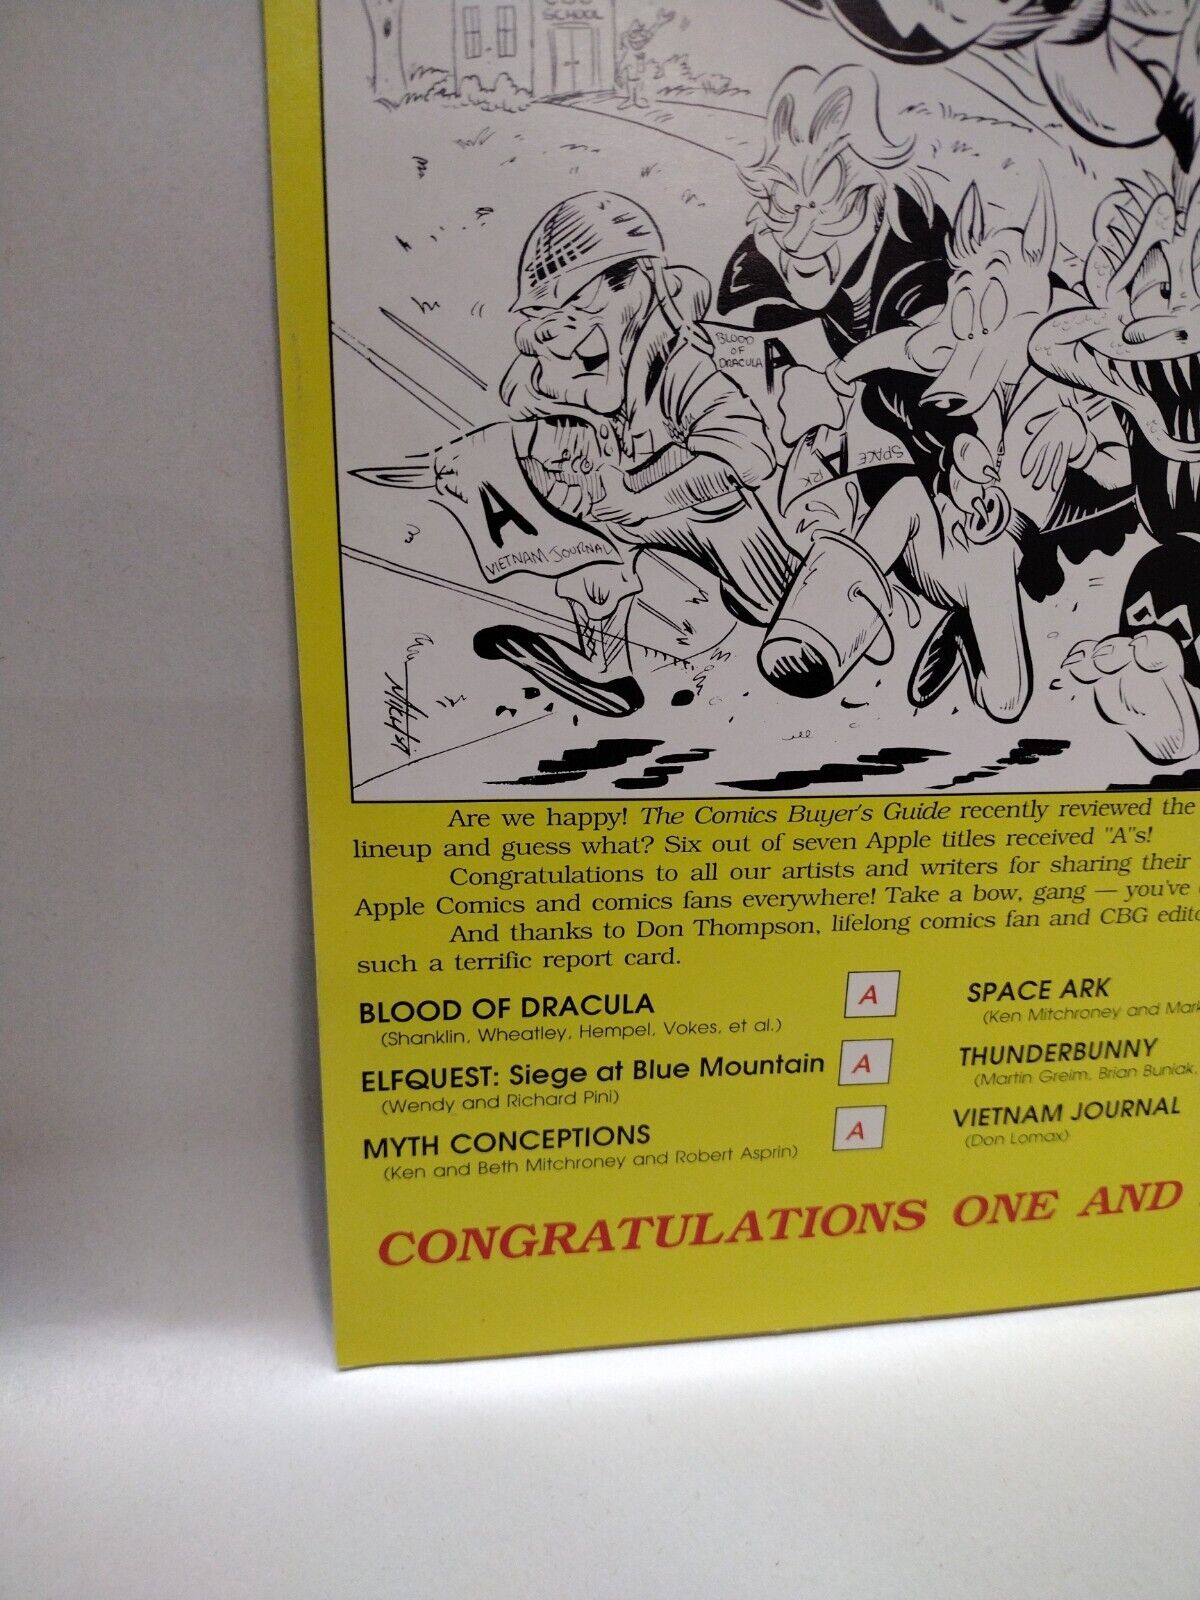 SCHOOL
BLOOD
OF
DRACULA
A
SPACE
A
VIETNAM JOURNAL
Are we happy! The Comics Buyer's Guide recently reviewed the
lineup and guess what? Six out of seven Apple titles received "A"s!
Congratulations to all our artists and writers for sharing their
Apple Comics and comics fans everywhere! Take a bow, gang — you've
And thanks to Don Thompson, lifelong comics fan and CBG
such a terrific report card.
BLOOD OF DRACULA A
(Shanklin, Wheatley, Hempel, Vokes, et al.)
ELFQUEST: Siege at Blue Mountain A
(Wendy and Richard Pini)
MYTH CONCEPTIONS A
(Ken and Beth Mitchroney and Robert Asprin)
SPACE ARK
(Ken Mitchroney and
THUNDERBUNNY
(Martin Greim, Brian Buniak,
VIETNAM JOURNAL
(Don Lomax)
CONGRATULATIONS ONE AND